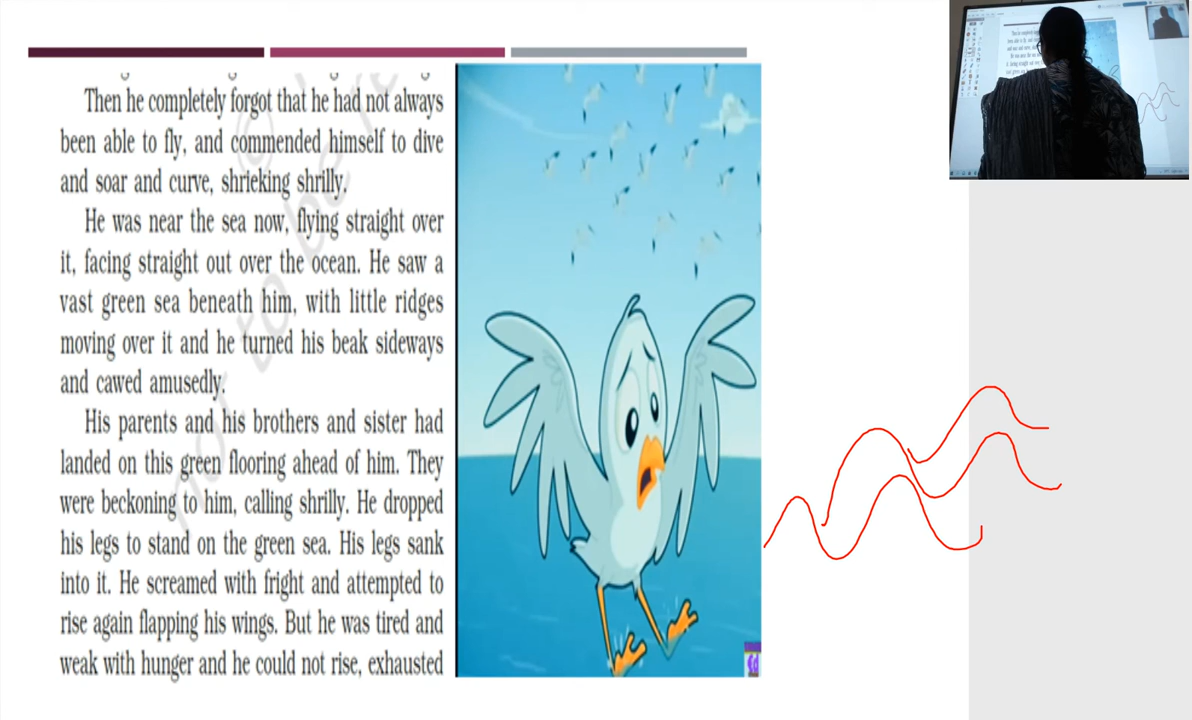 Then he completely forgot that he had not always
been able to fly, and commended himself to dive
and soar and curve, shrieking shrilly.
He was near the sea now, flying straight over
it, facing straight out over the ocean. He saw a
vast green sea beneath him, with little ridges
moving over it and he turned his beak sideways
and cawed amusedly.
His parents and his brothers and sister had
landed on this green flooring ahead of him. They
were beckoning to him, calling shrilly. He dropped
his legs to stand on the green sea. His legs sank
into it. He screamed with fright and attempted to
rise again flapping his wings. But he was tired and
weak with hunger and he could not rise, exhausted
not to be re